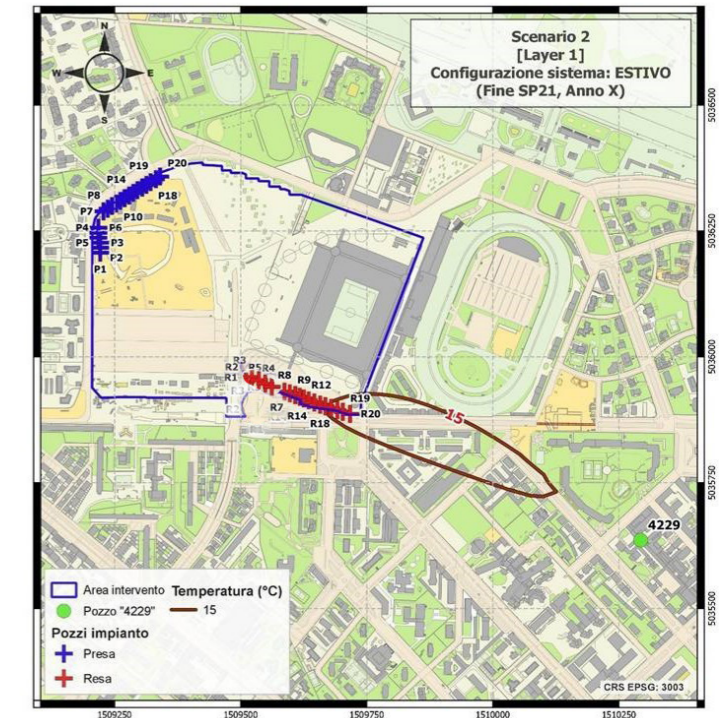 Scenario 2
[Layer 1]
Configurazione sistema: ESTIVO
(Fine SP21, Anno X)
N
W
E
S
5036500
P19
P20
P14
P8
P18
P7
P10
5036250
P4
P6
P5
P3
P2
P1
5036000
R3
R2
R5
R4
R1
R8
R9
R12
R19
R7
R14
R20
R18
15
5035750
4229
Area intervento
Temperatura (°C)
Pozzo "4229"
15
Pozzi impianto
Presa
Resa
5035500
CRS EPSG: 3003
1509250
1509500
1509750
1510000
1510250